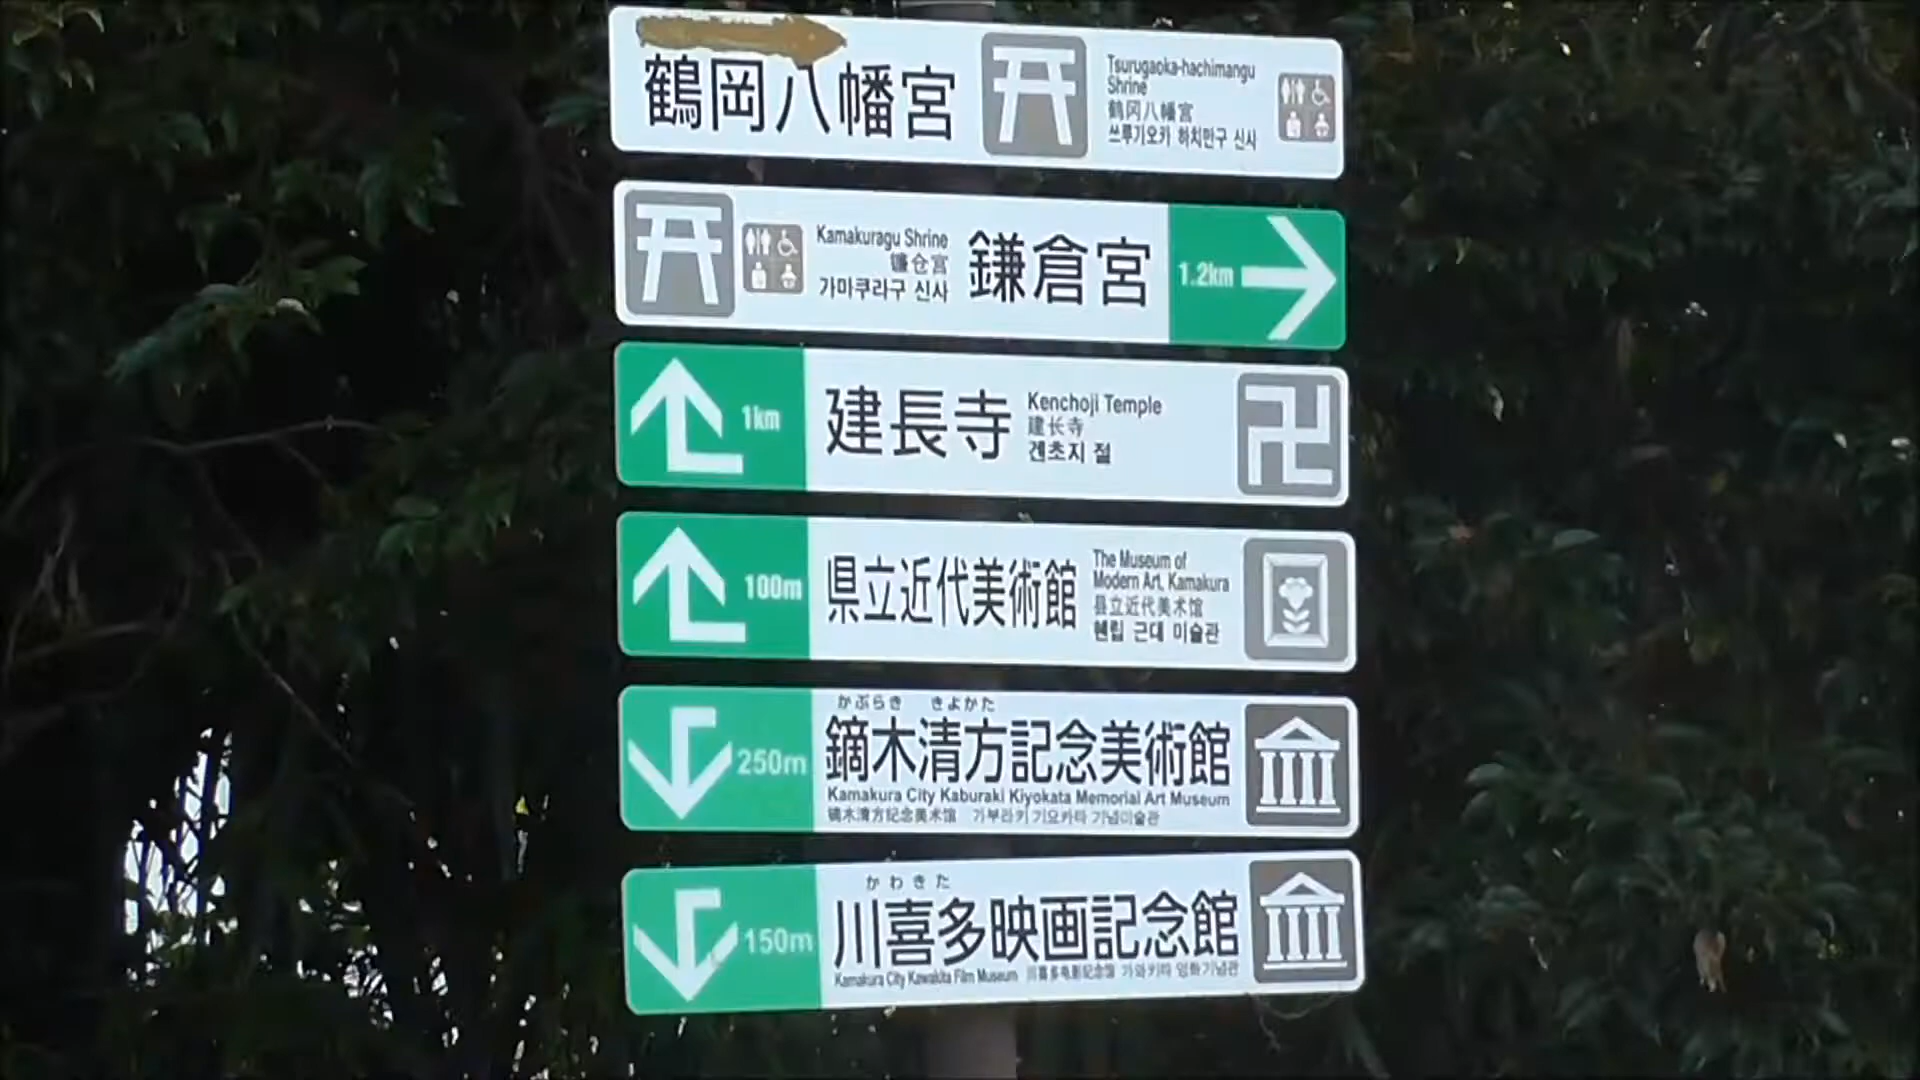 鶴岡八幡宮
Tsurugaoka-hachimangu
Shrine
鹤冈八幡宮
쓰루기오카 하치만구 신사
Kamakuragu Shrine
镰仓宫
가마쿠라구 신사
鎌倉宮
1.2km
1km
建長寺
Kenchoji Temple
建长寺
겐초지 절
100m
県立近代美術館
The Museum of
Modern Art, Kamakura
县立近代美术馆
현립 근대 미술관
250m
かぶらき きよかた
鏑木清方記念美術館
Kamakura City Kaburaki Kiyokata Memorial Art Museum
镝木清方纪念美术馆 가부라키 기요카타 기념미술관
150m
かわきた
川喜多映画記念館
Kamakura City Kawakita Film Museum 川喜多电影纪念馆 가와키타 영화기념관